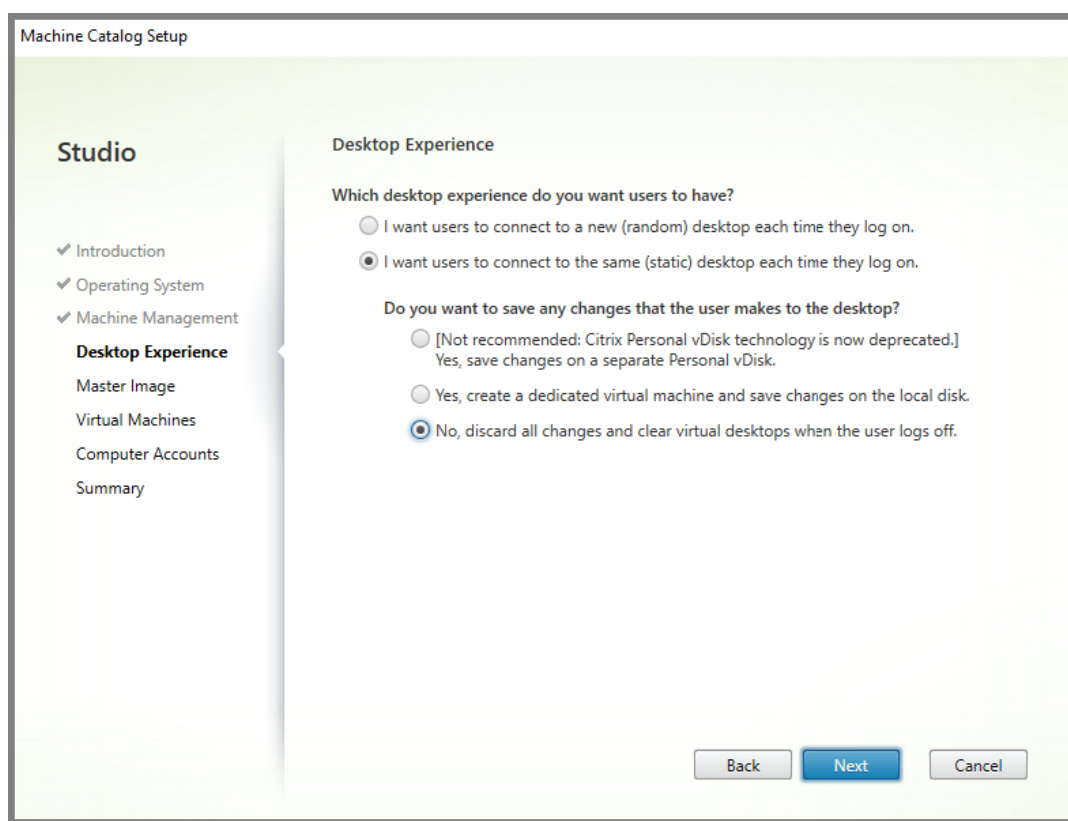 Machine Catalog Setup
Studio
Introduction
Operating System
Machine Management
Desktop Experience
Master Image
Virtual Machines
Computer Accounts
Summary
Desktop Experience
Which desktop experience do you want users to have?
I want users to connect to a new (random) desktop each time they log on.
I want users to connect to the same (static) desktop each time they log on.
Do you want to save any changes that the user makes to the desktop?
[Not recommended: Citrix Personal vDisk technology is now deprecated.]
Yes, save changes on a separate Personal vDisk.
Yes, create a dedicated virtual machine and save changes on the local disk.
No, discard all changes and clear virtual desktops when the user logs off.
Back
Next
Cancel